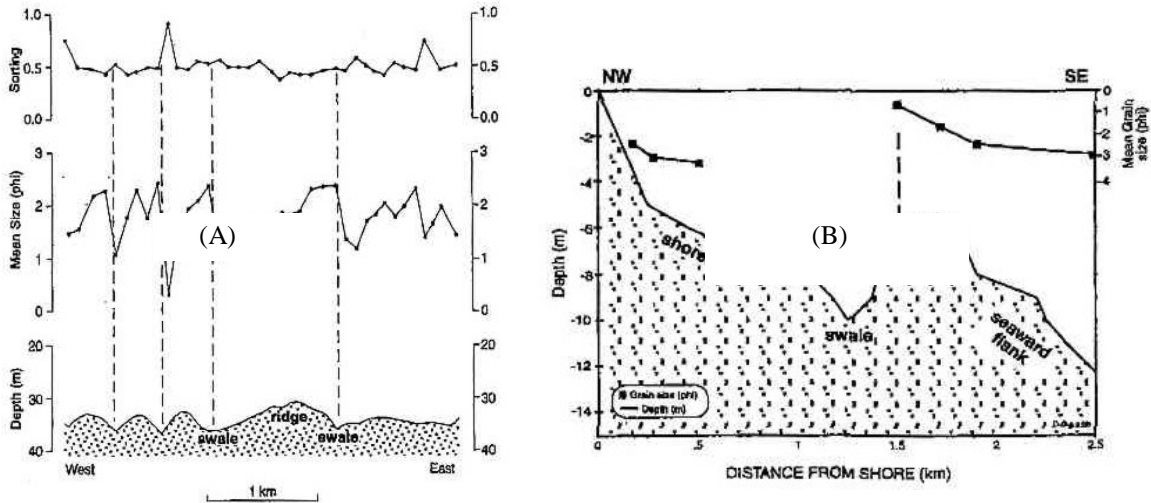 1.0
0.5
0.0
Sorting
1.0
0.5
0.0
3
2
1
0
Mean Size (phi)
3
2
1
0
(A)
20
30
40
Depth (m)
20
30
40
ridge
swale
swale
West
East
1 km
NW
SE
0
-2
-4
-6
-8
-10
-12
-14
Depth (m)
0
1
2
3
4
Mean Grain
size (phi)
(B)
shore
swale
seaward
flank
Grain size (phi)
Depth (m)
0
.5
1
1.5
2
2.5
DISTANCE FROM SHORE (km)